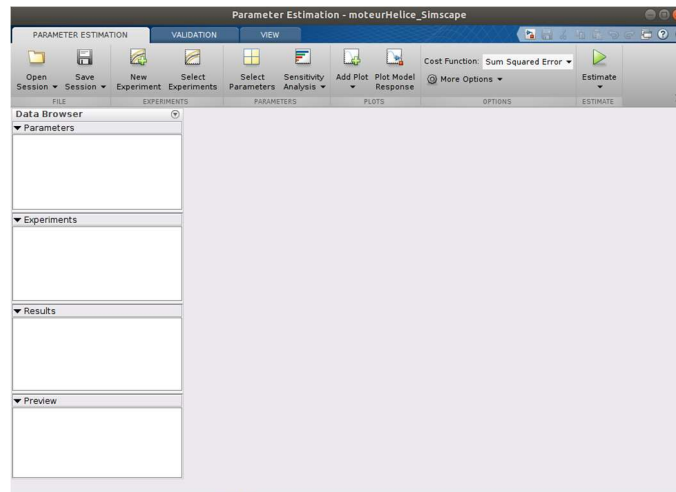 Parameter Estimation - moteurHelice_Simscape
PARAMETER ESTIMATION VALIDATION VIEW
Open Session Save Session New Experiment Select Experiments Select Parameters Sensitivity Analysis Add Plot Plot Model Response Cost Function: Sum Squared Error Estimate
More Options
FILE EXPERIMENTS PARAMETERS PLOTS OPTIONS ESTIMATE
Data Browser
Parameters
Experiments
Results
Preview